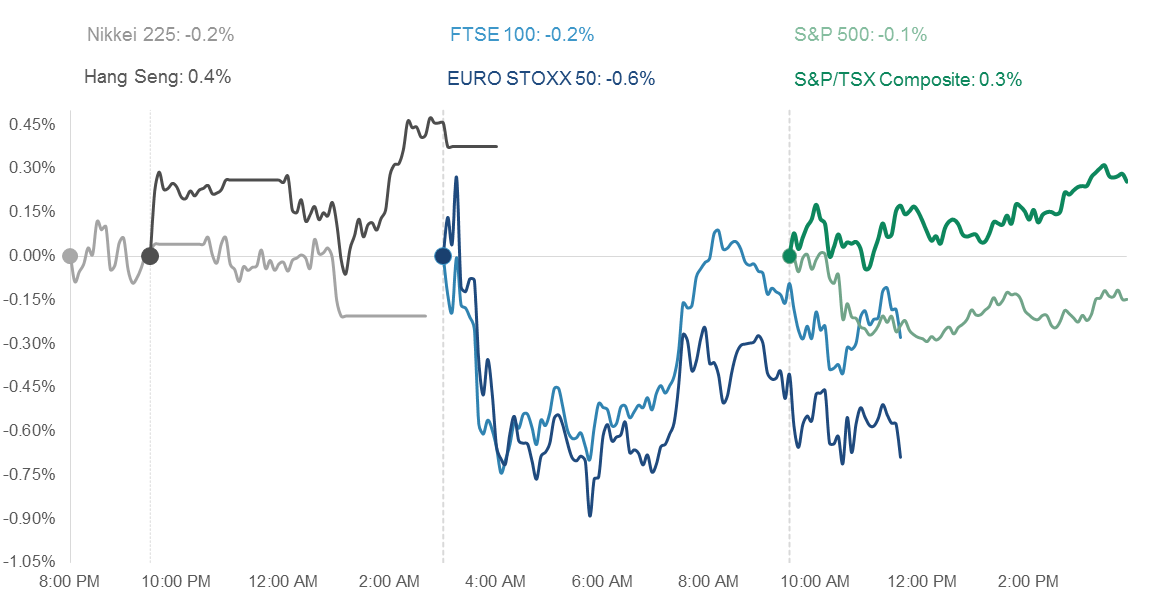 Nikkei 225: -0.2%
FTSE 100: -0.2%
S&P 500: -0.1%
Hang Seng: 0.4%
EURO STOXX 50: -0.6%
S&P/TSX Composite: 0.3%
0.45%
0.30%
0.15%
0.00%
-0.15%
-0.30%
-0.45%
-0.60%
-0.75%
-0.90%
-1.05%
8:00 PM
10:00 PM
12:00 AM
2:00 AM
4:00 AM
6:00 AM
8:00 AM
10:00 AM
12:00 PM
2:00 PM